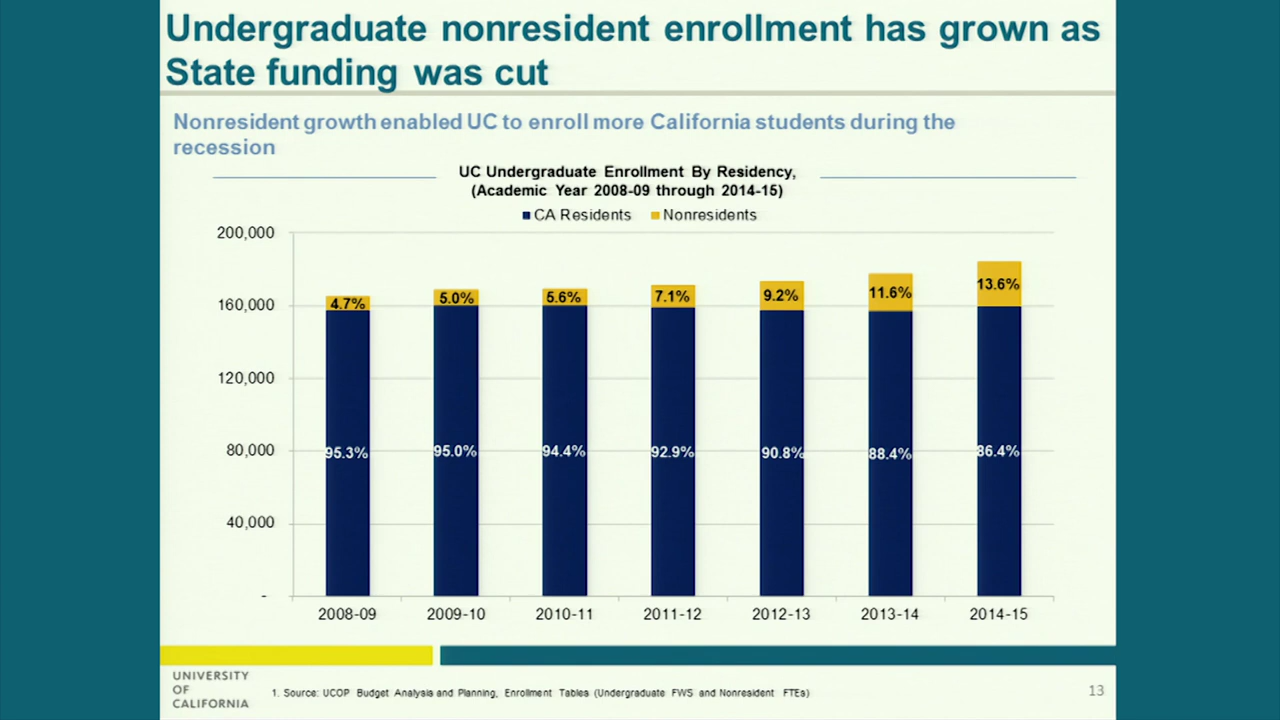 Undergraduate nonresident enrollment has grown as
State funding was cut
Nonresident growth enabled UC to enroll more California students during the
recession
UC Undergraduate Enrollment By Residency,
(Academic Year 2008-09 through 2014-15)
CA Residents Nonresidents
200,000
160,000
120,000
80,000
40,000
-
4.7% 5.0% 5.6% 7.1% 9.2% 11.6% 13.6%
95.3% 95.0% 94.4% 92.9% 90.8% 88.4% 86.4%
2008-09 2009-10 2010-11 2011-12 2012-13 2013-14 2014-15
UNIVERSITY
OF
CALIFORNIA
1. Source: UCOP Budget Analysis and Planning, Enrollment Tables (Undergraduate FWS and Nonresident FTEs)
13